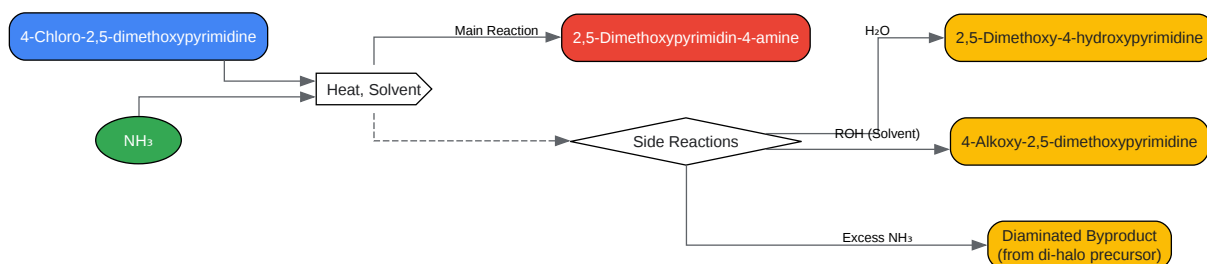 4-Chloro-2,5-dimethoxypyrimidine
Main Reaction
2,5-Dimethoxypyrimidin-4-amine
H₂O
2,5-Dimethoxy-4-hydroxypyrimidine
Heat, Solvent
NH₃
Side Reactions
ROH (Solvent)
4-Alkoxy-2,5-dimethoxypyrimidine
Excess NH₃
Diaminated Byproduct
(from di-halo precursor)